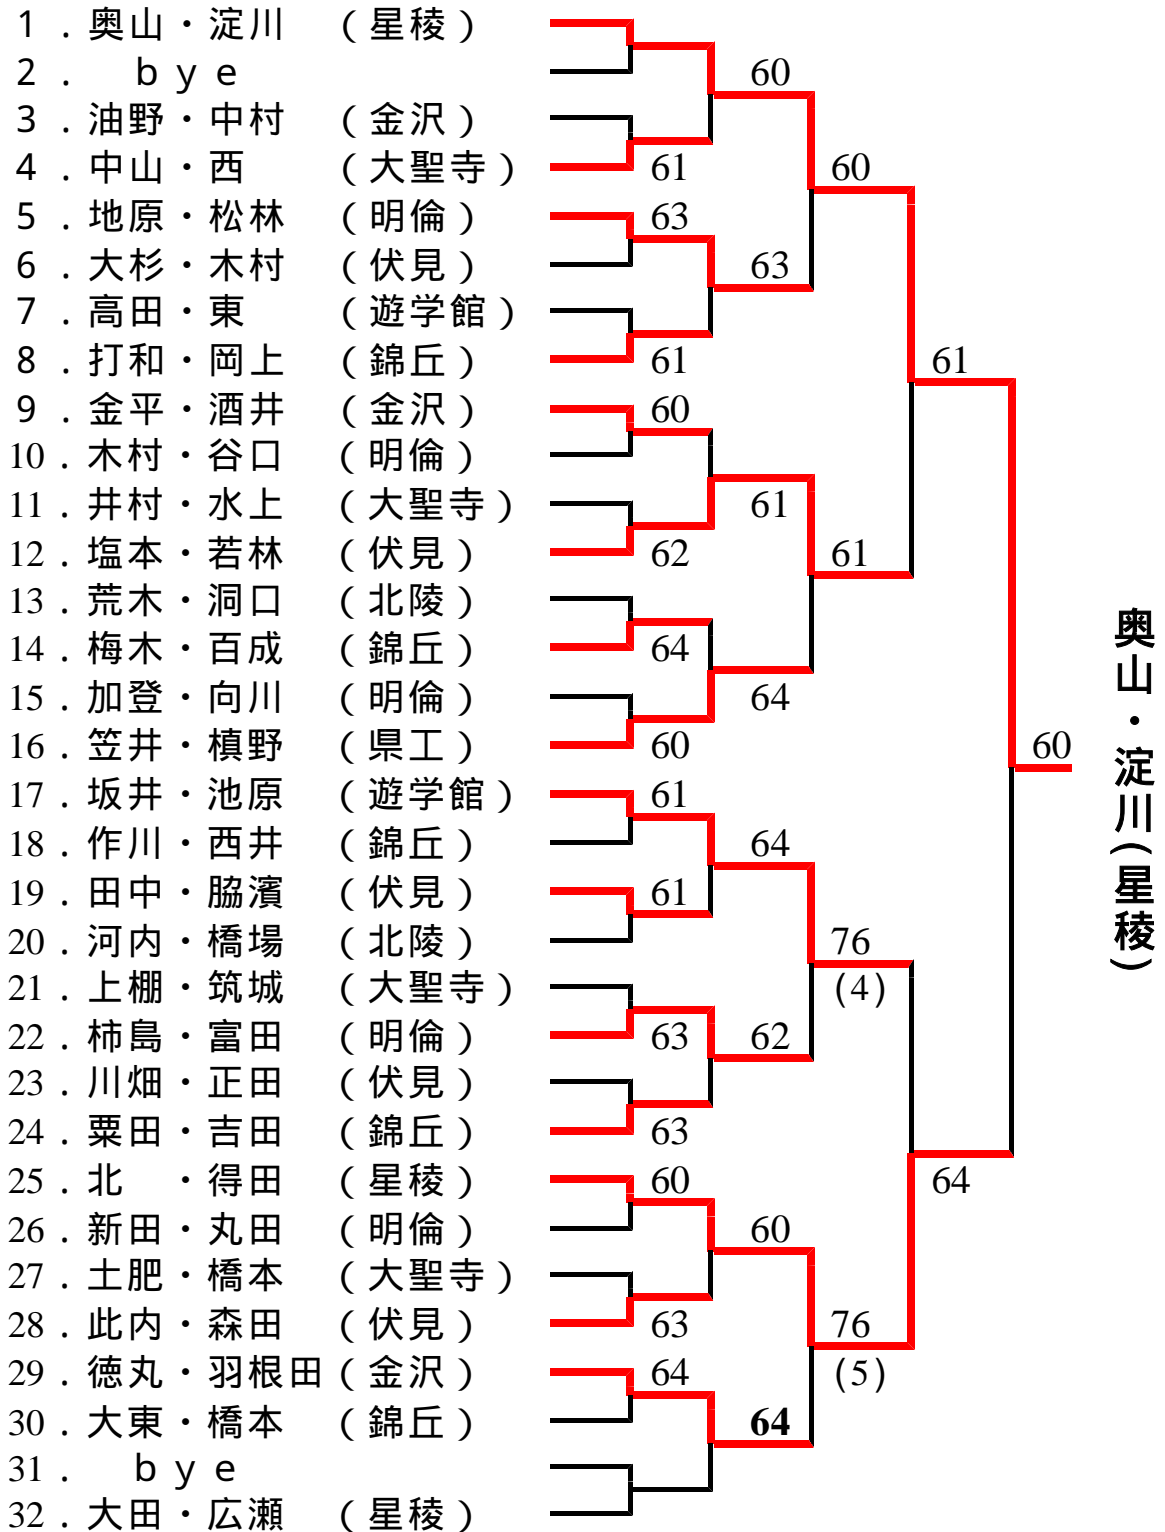 1．奥山・淀川　（星稜）
2．　ｂｙｅ
60
3．油野・中村　（金沢）
4．中山・西　　（大聖寺）
61
60
5．地原・松林　（明倫）
63
6．大杉・木村　（伏見）
63
7．高田・東　　（遊学館）
8．打和・岡上　（錦丘）
61
61
9．金平・酒井　（金沢）
60
10．木村・谷口　（明倫）
11．井村・水上　（大聖寺）
61
12．塩本・若林　（伏見）
62
61
13．荒木・洞口　（北陵）
14．梅木・百成　（錦丘）
64
15．加登・向川　（明倫）
64
16．笠井・槙野　（県工）
60
60
奥山・淀川(星稜)
17．坂井・池原　（遊学館）
61
18．作川・西井　（錦丘）
64
19．田中・脇濱　（伏見）
61
20．河内・橋場　（北陵）
76
21．上棚・筑城　（大聖寺）
(4)
22．柿島・富田　（明倫）
63
62
23．川畑・正田　（伏見）
24．粟田・吉田　（錦丘）
63
25．北　・得田　（星稜）
60
64
26．新田・丸田　（明倫）
60
27．土肥・橋本　（大聖寺）
28．此内・森田　（伏見）
63
76
29．徳丸・羽根田（金沢）
64
(5)
30．大東・橋本　（錦丘）
64
31．　ｂｙｅ
32．大田・広瀬　（星稜）